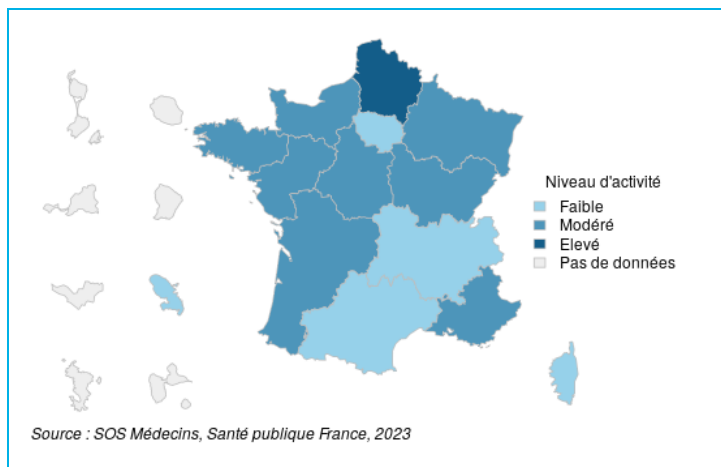 Niveau d'activité
Faible
Modéré
Elevé
Pas de données
Source : SOS Médecins, Santé publique France, 2023